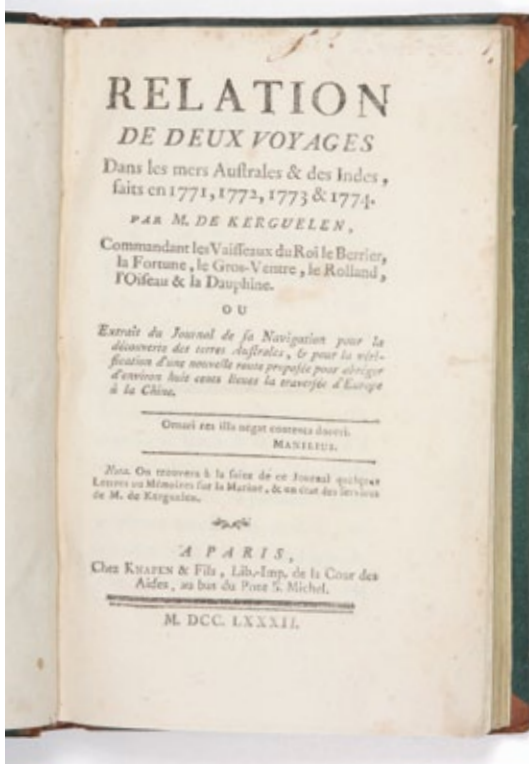 RELATION
DE DEUX VOYAGES
Dans les mers Auſtrales & des Indes,
faits en 1771, 1772, 1773 & 1774.
PAR M. DE KERGUELEN,
Commandant les Vaiſſeaux du Roi le Berrier,
la Fortune, le Gros-Ventre, le Rolland,
l'Oiſeau & la Dauphine.
OU
Extrait du Journal de ſa Navigation pour la
découverte des terres Auſtrales, & pour la véri-
fication d'une nouvelle route propoſée pour abréger
d'environ huit cents lieues la traverſée d'Europe
à la Chine.
Ornari res ipſa negat contenta doceri.
MANILIUS.
Nota. On trouvera à la ſuite de ce Journal quelques
Lettres ou Mémoires ſur la Marine, & un état des ſervices
de M. de Kerguelen.
A PARIS,
Chez KNAPEN & Fils, Lib.-Imp. de la Cour des
Aides, au bas du Pont S. Michel.
M. DCC. LXXXII.